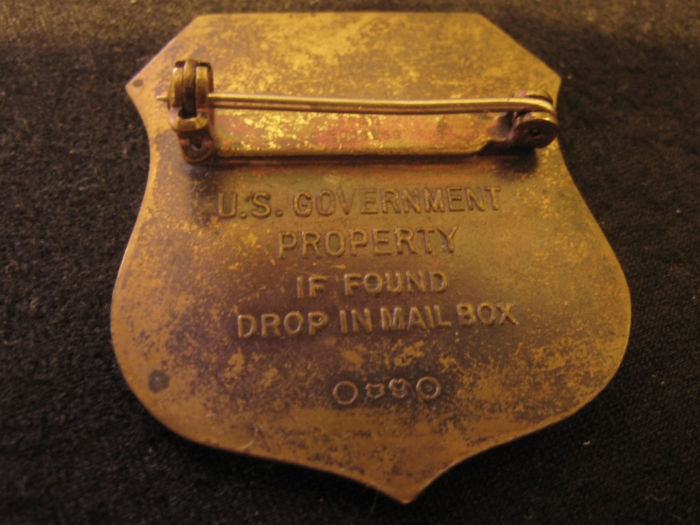 U.S. GOVERNMENT
PROPERTY
IF FOUND
DROP IN MAIL BOX